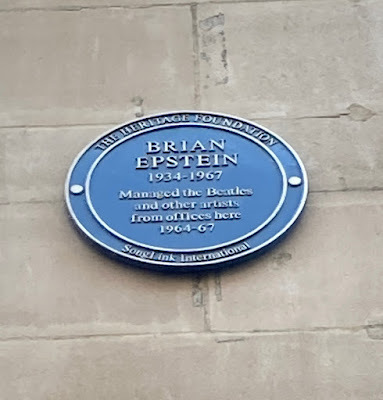 THE HERITAGE FOUNDATION
BRIAN
EPSTEIN
1934-1967
Managed the Beatles
and other artists
from offices here
1964-67
SongLink International